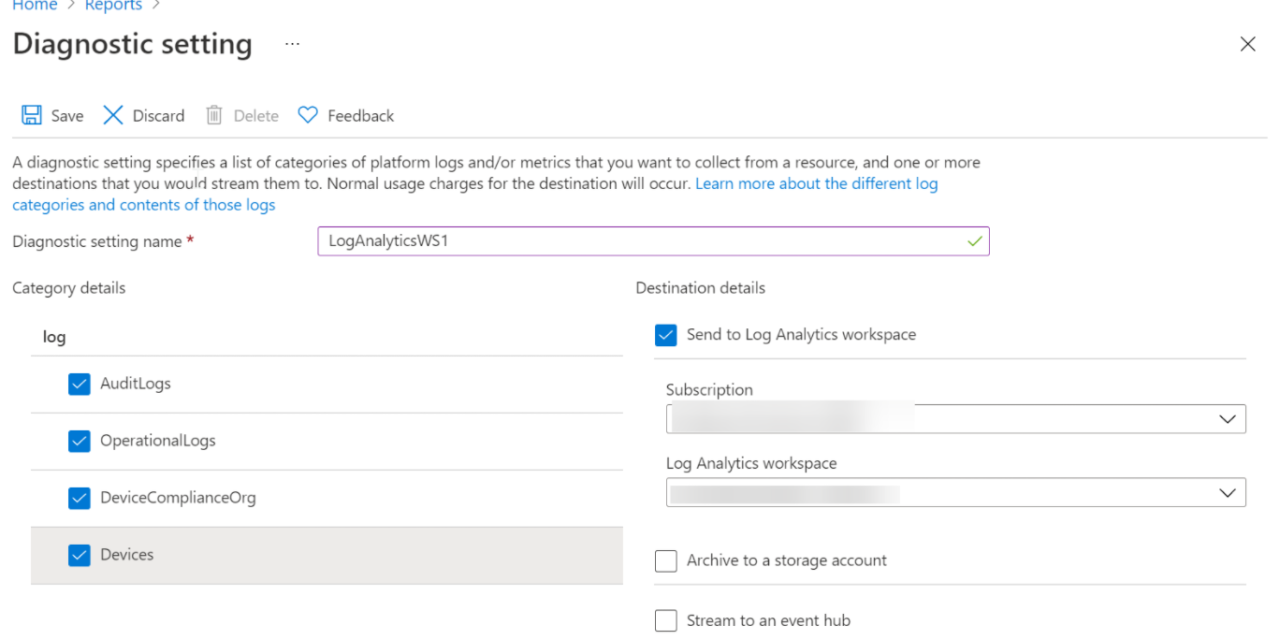 Home > Reports >
Diagnostic setting ...
Save Discard Delete Feedback
A diagnostic setting specifies a list of categories of platform logs and/or metrics that you want to collect from a resource, and one or more
destinations that you would stream them to. Normal usage charges for the destination will occur. Learn more about the different log
categories and contents of those logs
Diagnostic setting name *
LogAnalyticsWS1
Category details
log
AuditLogs
OperationalLogs
DeviceComplianceOrg
Devices
Destination details
Send to Log Analytics workspace
Subscription
Log Analytics workspace
Archive to a storage account
Stream to an event hub